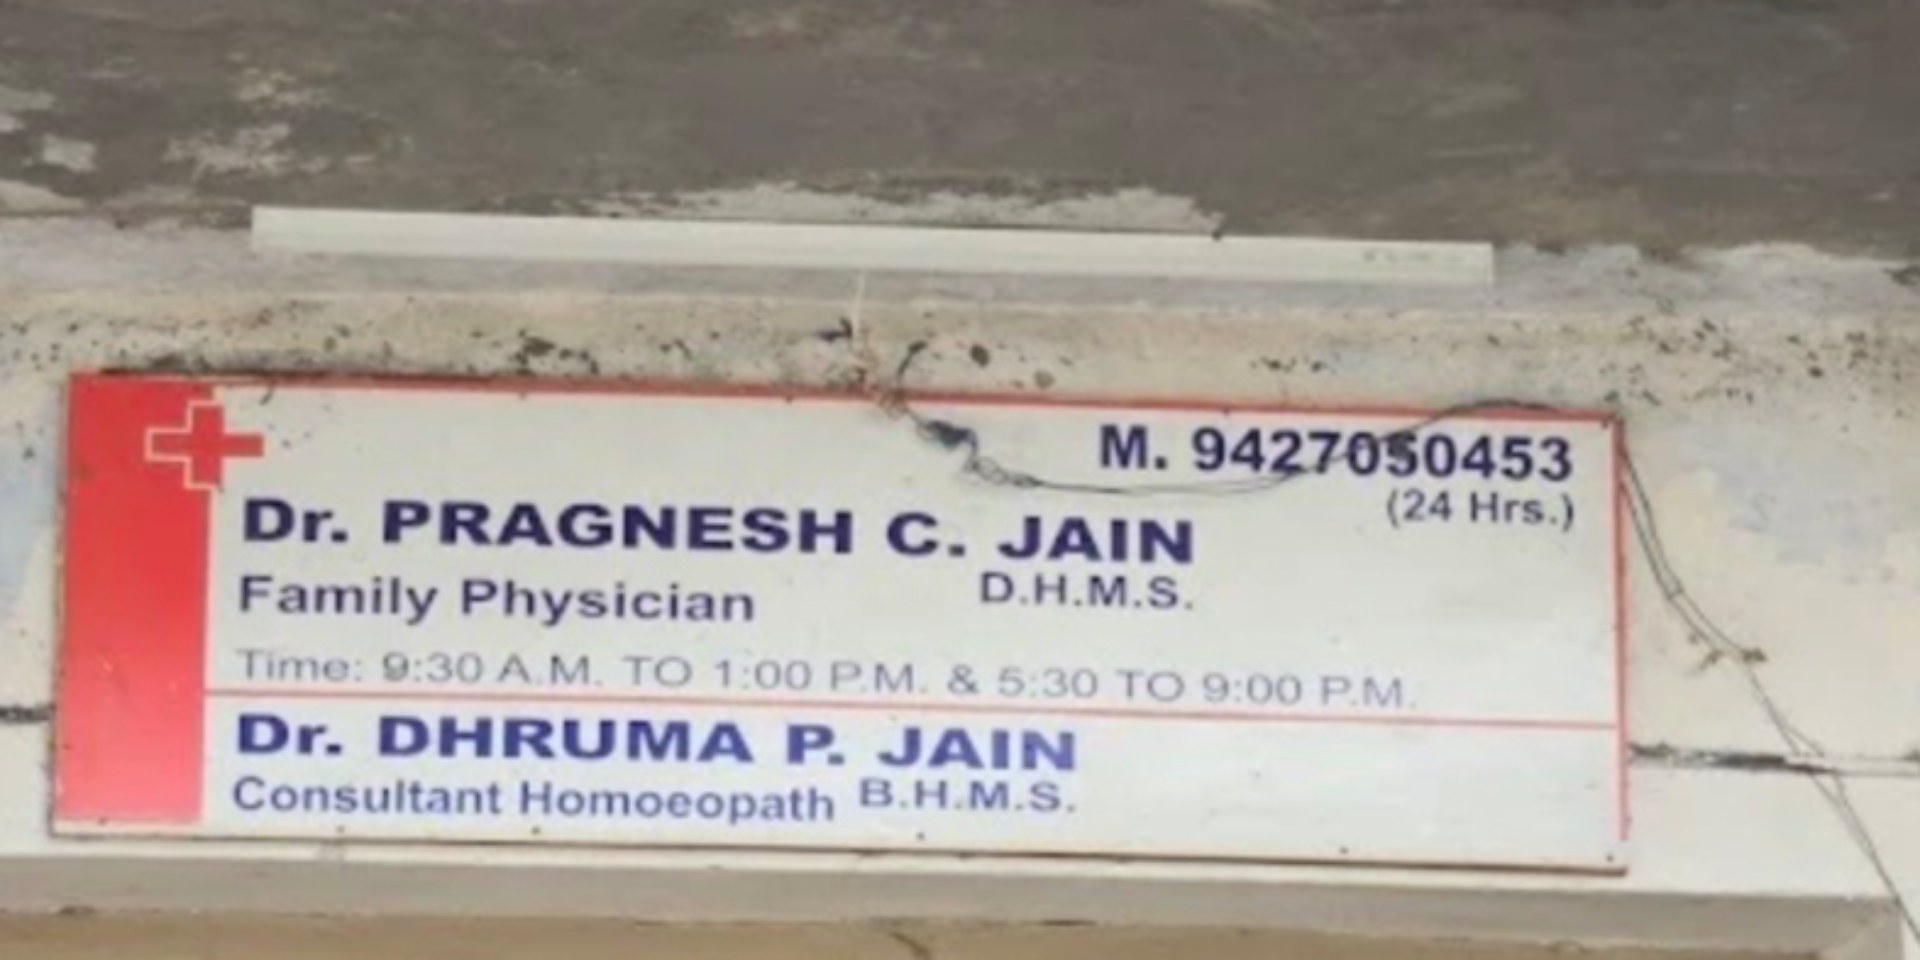 M. 9427050453
(24 Hrs.)
Dr. PRAGNESH C. JAIN
D.H.M.S.
Family Physician
Time: 9:30 A.M. TO 1:00 P.M. & 5:30 TO 9:00 P.M.
Dr. DHRUMA P. JAIN
Consultant Homoeopath B.H.M.S.